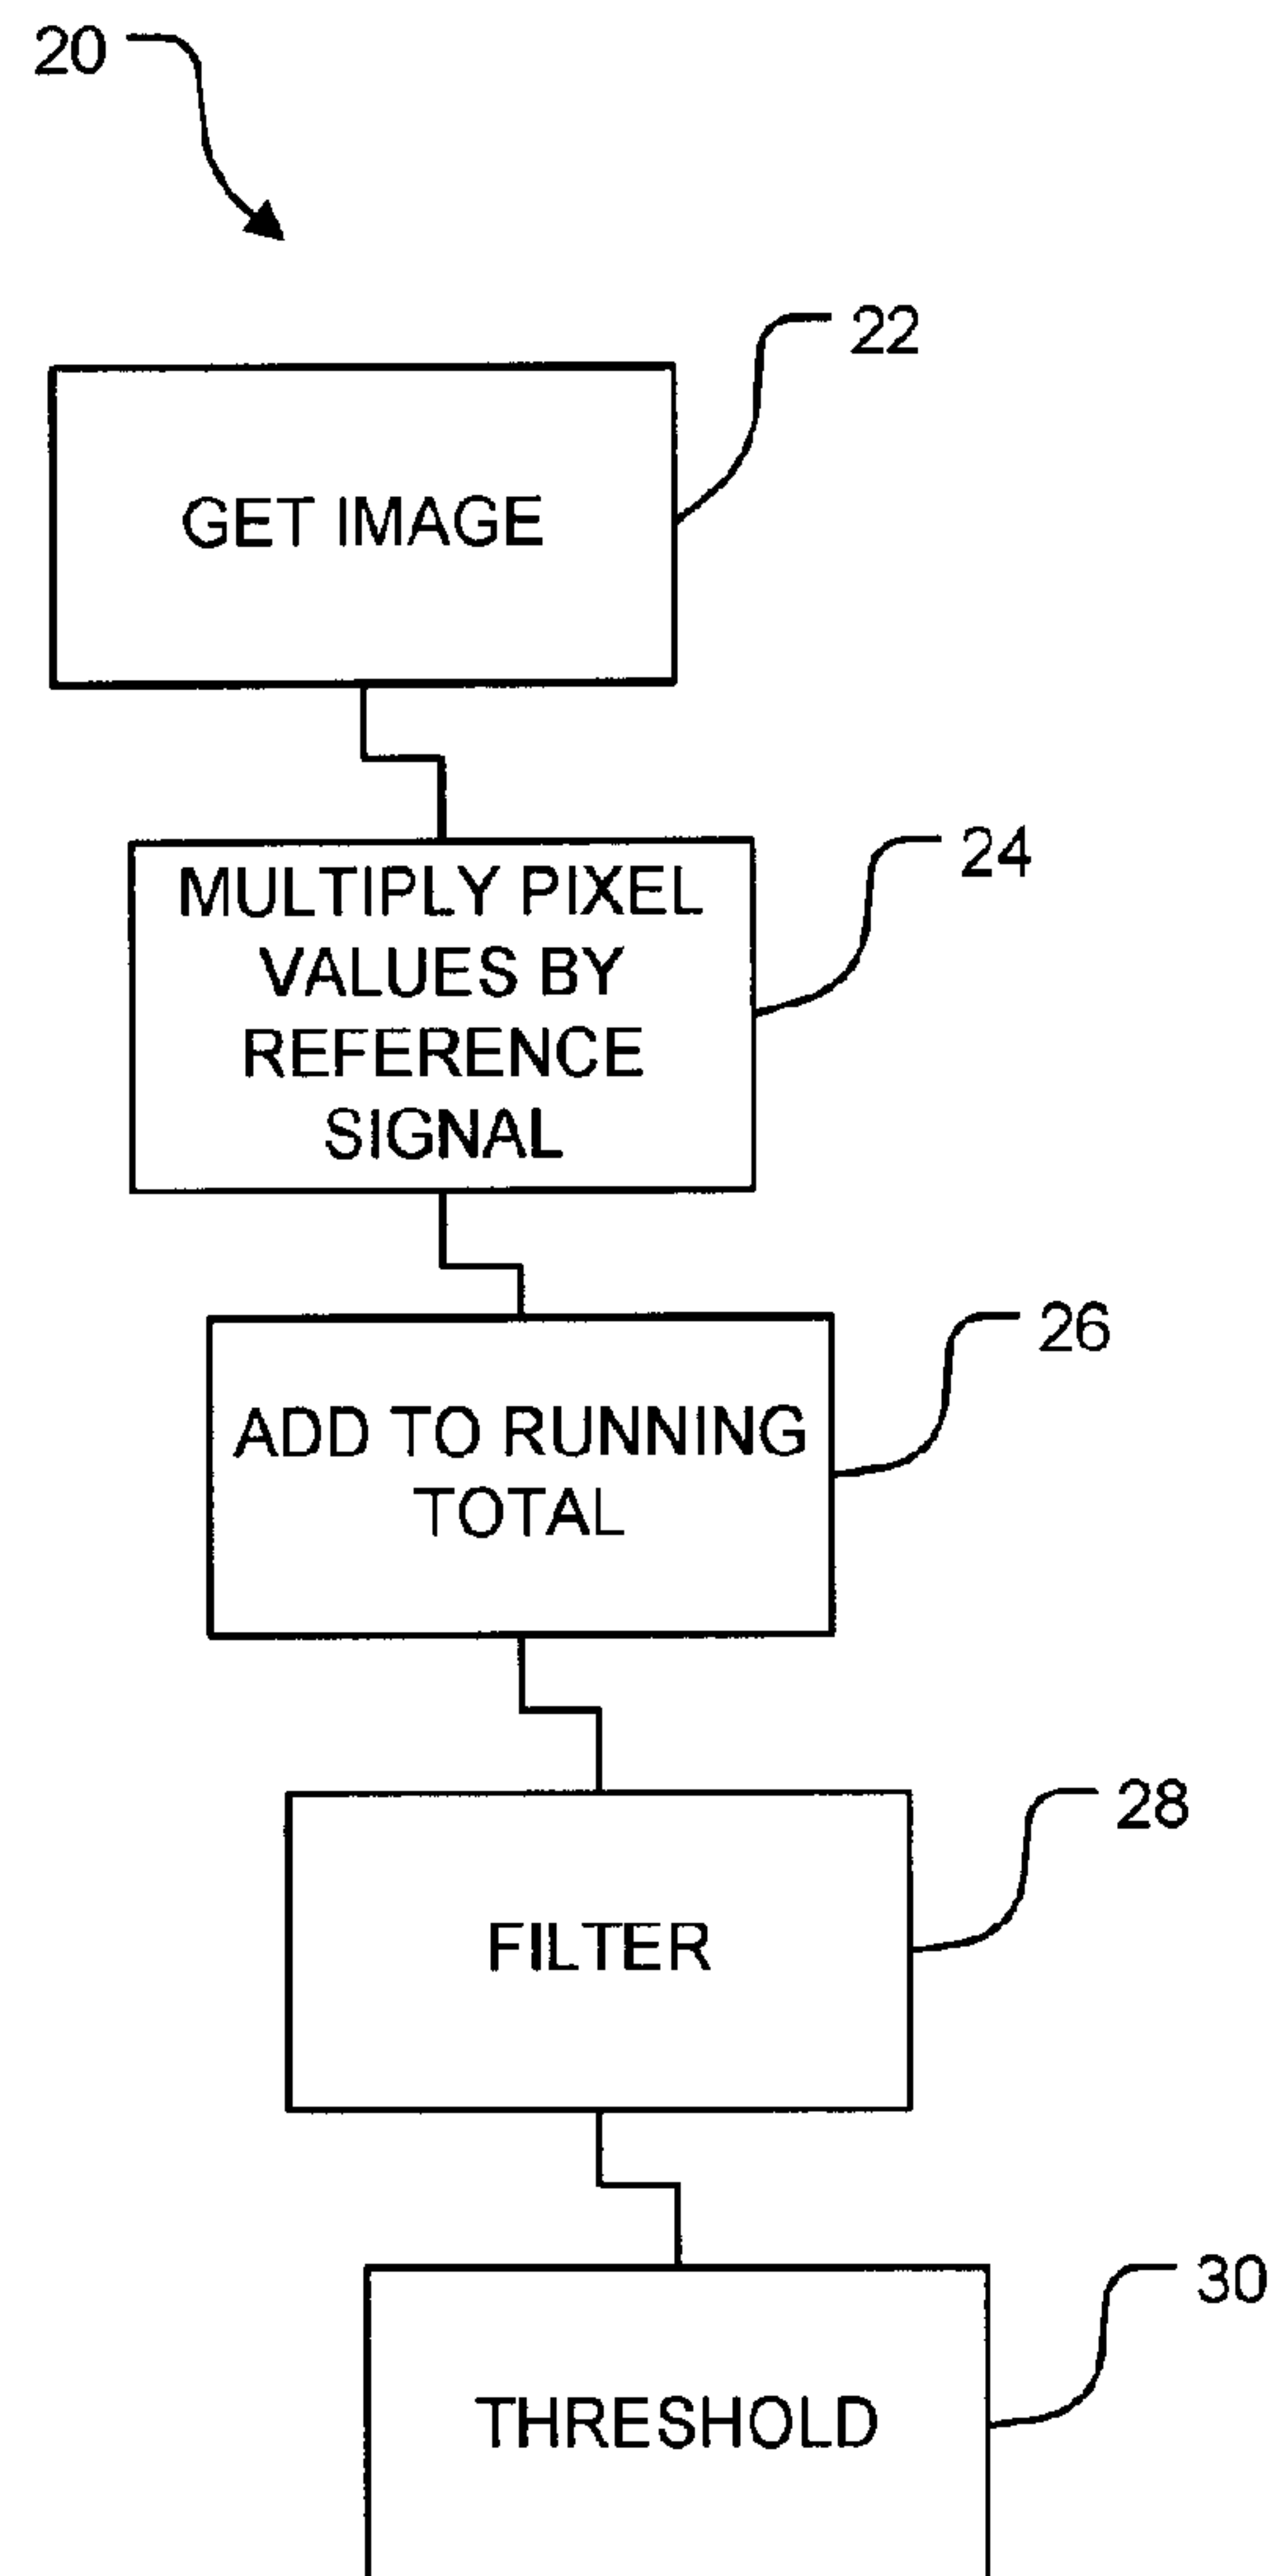 20
22
GET IMAGE
24
MULTIPLY PIXEL
VALUES BY
REFERENCE
SIGNAL
26
ADD TO RUNNING
TOTAL
28
FILTER
30
THRESHOLD